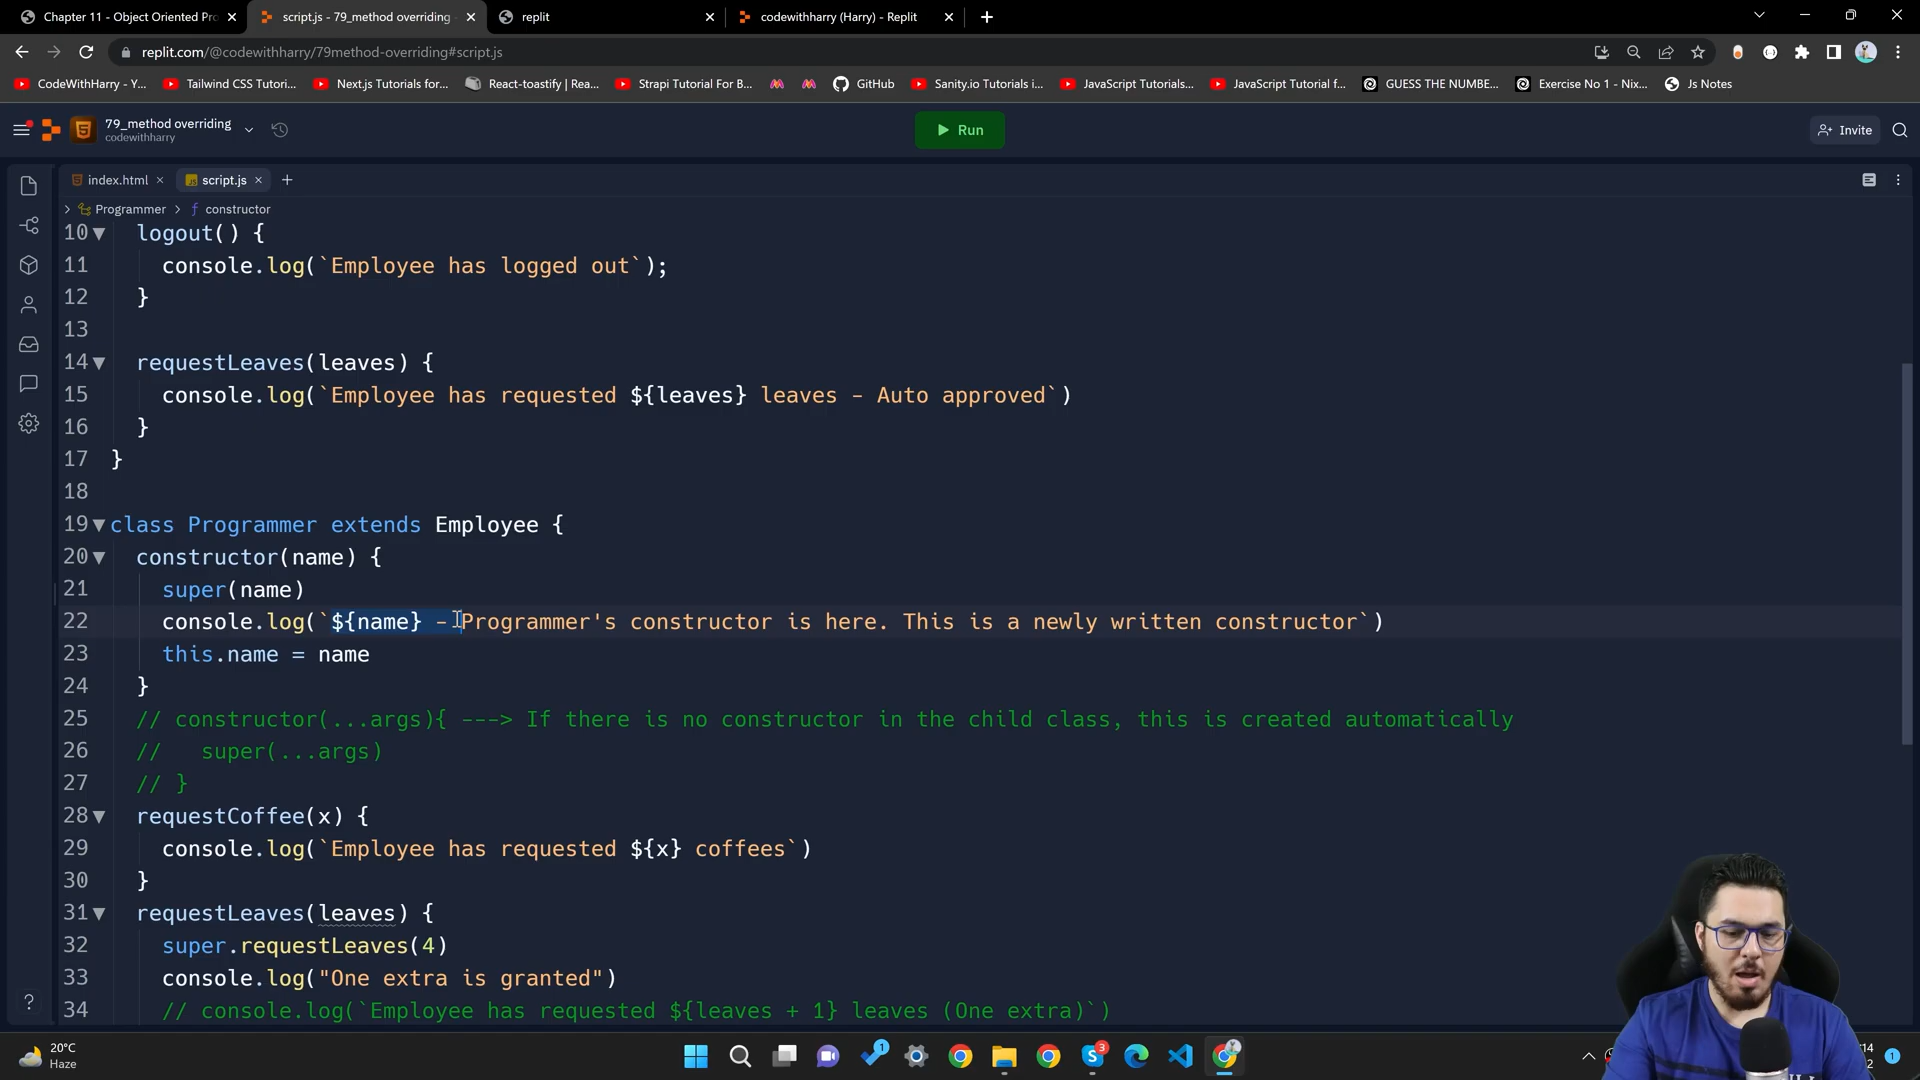 Chapter 11 - Object Oriented Pro
script.js - 79_method overriding
replit
codewithharry (Harry) - Replit
replit.com/@codewithharry/79method-overriding#script.js
CodeWithHarry - Y...
Tailwind CSS Tutori...
Next.js Tutorials for...
React-toastify | Rea...
Strapi Tutorial For B...
GitHub
Sanity.io Tutorials i...
JavaScript Tutorials...
JavaScript Tutorial f...
GUESS THE NUMBE...
Exercise No 1 - Nix...
Js Notes
79_method overriding
codewithharry
Run
Invite
index.html
script.js
Programmer
constructor
10 logout() {
11 console.log(`Employee has logged out`);
12 }
13
14 requestLeaves(leaves) {
15 console.log(`Employee has requested ${leaves} leaves - Auto approved`)
16 }
17 }
18
19 class Programmer extends Employee {
20 constructor(name) {
21 super(name)
22 console.log(`${name} - Programmer's constructor is here. This is a newly written constructor`)
23 this.name = name
24 }
25 // constructor(...args){ ---> If there is no constructor in the child class, this is created automatically
26 // super(...args)
27 // }
28 requestCoffee(x) {
29 console.log(`Employee has requested ${x} coffees`)
30 }
31 requestLeaves(leaves) {
32 super.requestLeaves(4)
33 console.log("One extra is granted")
34 // console.log(`Employee has requested ${leaves + 1} leaves (One extra)`)
20°C
Haze
1
3
14
2
1